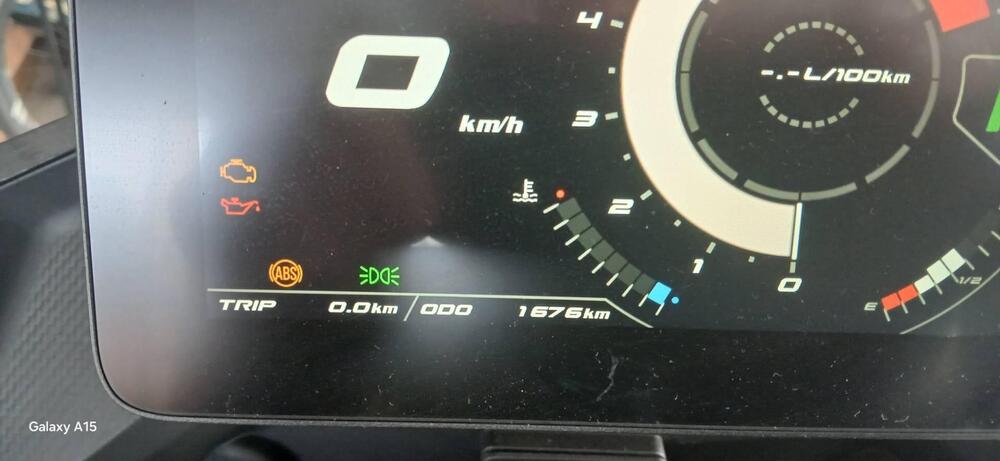 4
0
-.-L/100km
km/h
3
2
1
0
ABS
E
1/2
TRIP 0.0km / ODO 1676km
Galaxy A15